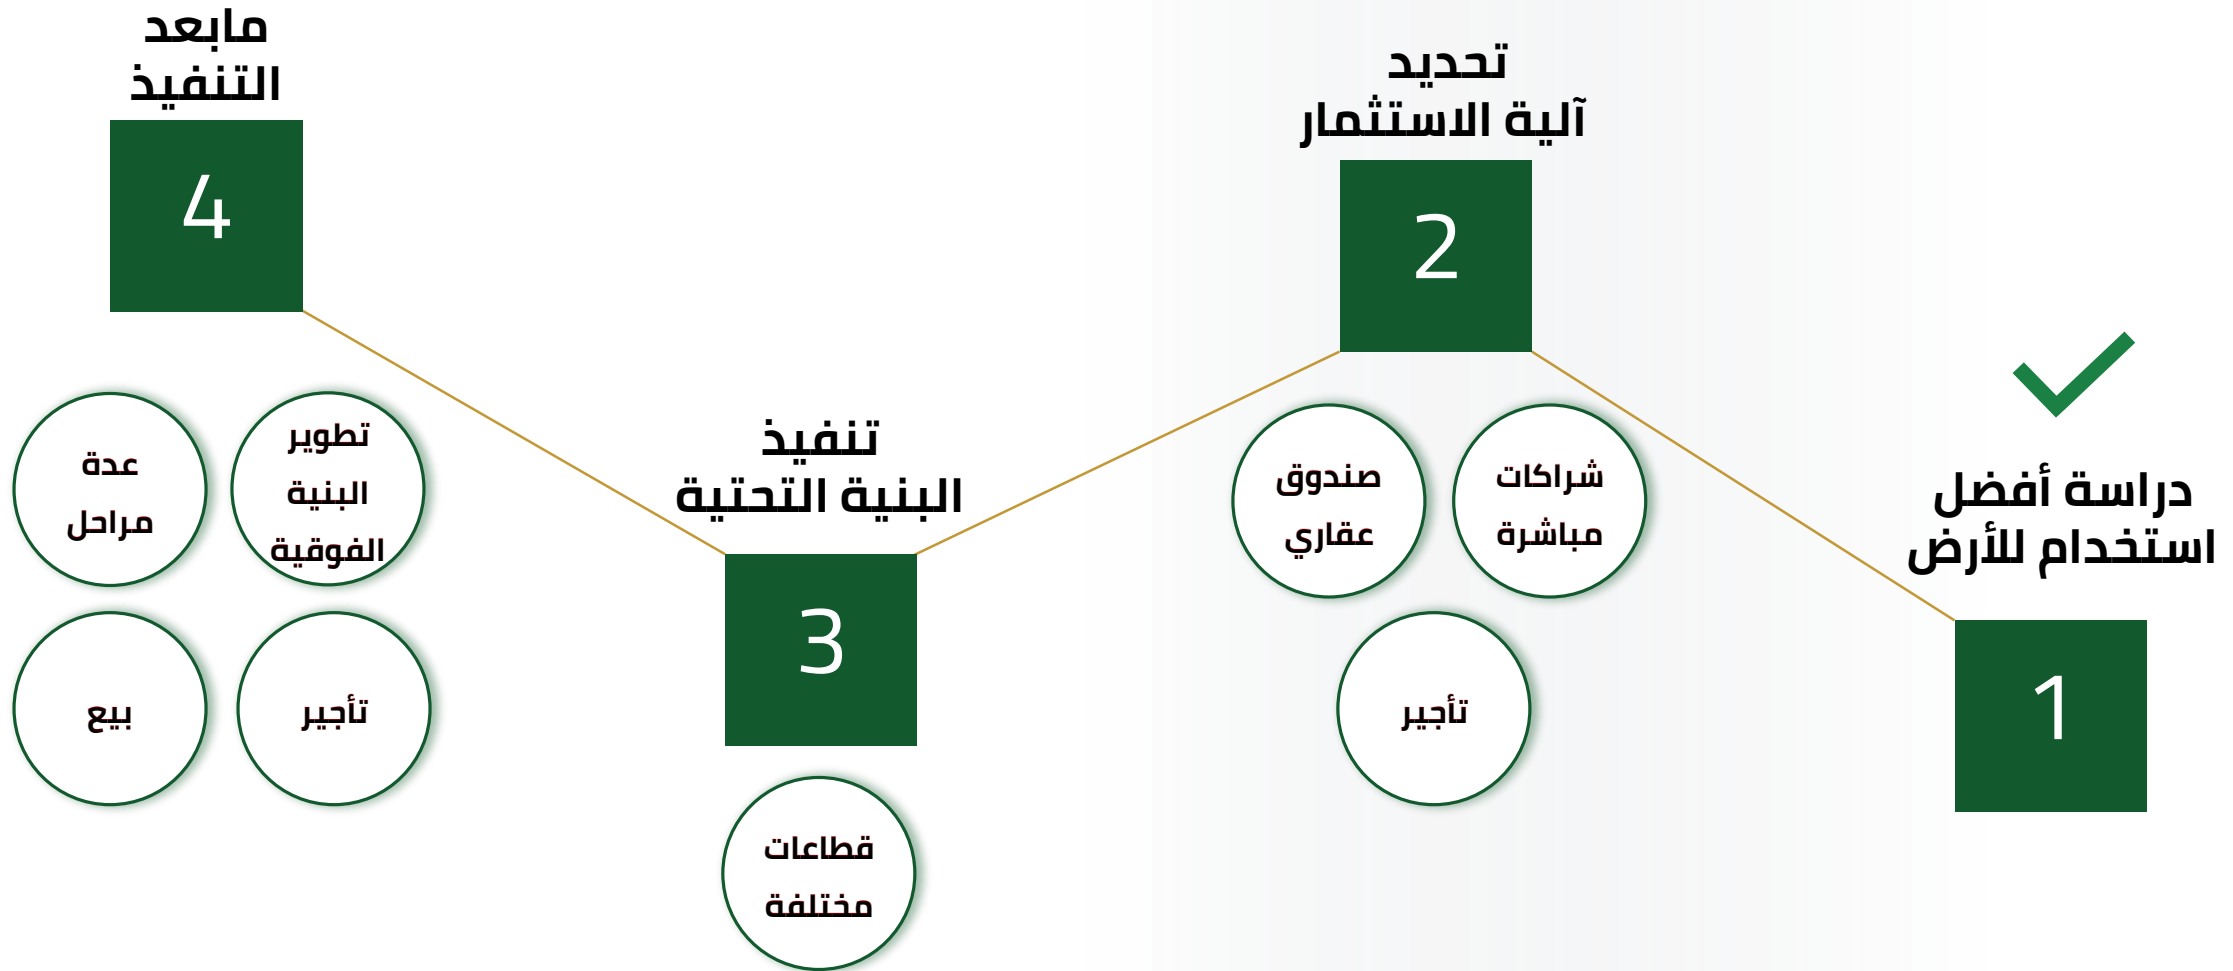 دراسة أفضل
استخدام للأرض
1
تحديد
آلية الاستثمار
2
شراكات
مباشرة
صندوق
عقاري
تأجير
تنفيذ
البنية التحتية
3
قطاعات
مختلفة
مابعد
التنفيذ
4
تطوير
البنية
الفوقية
عدة
مراحل
تأجير
بيع